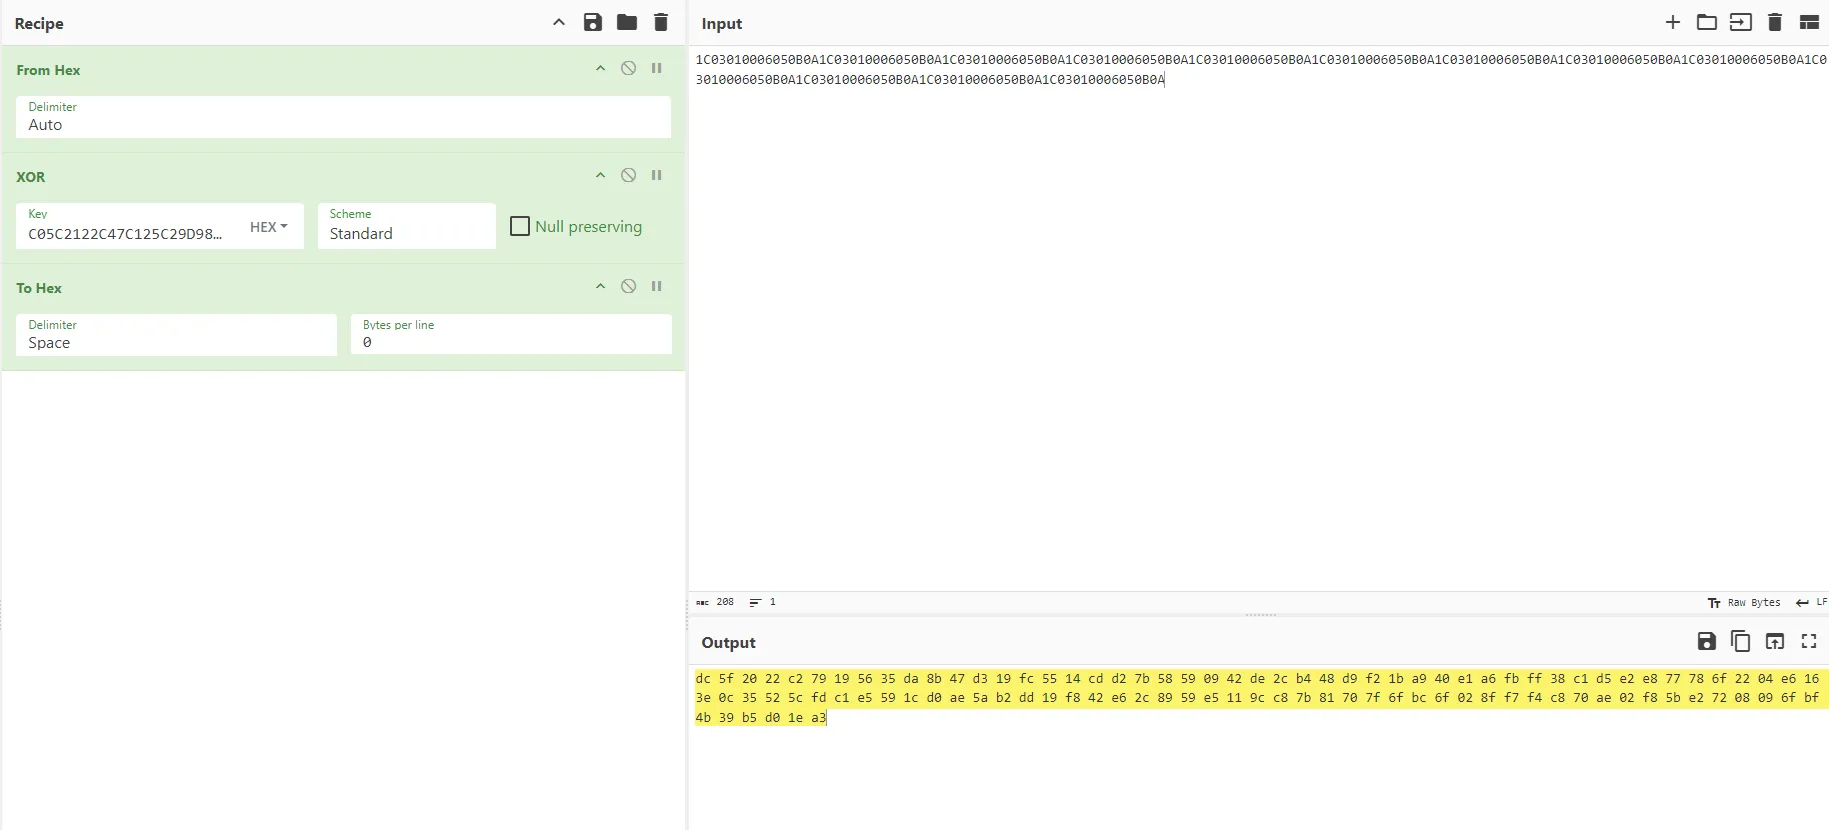 Recipe
From Hex
Delimiter
Auto
XOR
Key
C05C2122C47C125C29D98…
HEX
Scheme
Standard
Null preserving
To Hex
Delimiter
Space
Bytes per line
0
Input
1C03010006050B0A1C03010006050B0A1C03010006050B0A1C03010006050B0A1C03010006050B0A1C03010006050B0A1C03010006050B0A1C03010006050B0A1C03010006050B0A1C0
3010006050B0A1C03010006050B0A1C03010006050B0A1C03010006050B0A
ABC 208 1
Tт Raw Bytes LF
Output
dc 5f 20 22 c2 79 19 56 35 da 8b 47 d3 19 fc 55 14 cd d2 7b 58 59 09 42 de 2c b4 48 d9 f2 1b a9 40 e1 a6 fb ff 38 c1 d5 e2 e8 77 78 6f 22 04 e6 16
3e 0c 35 52 5c fd c1 e5 59 1c d0 ae 5a b2 dd 19 f8 42 e6 2c 89 59 e5 11 9c c8 7b 81 70 7f 6f bc 6f 02 8f f7 f4 c8 70 ae 02 f8 5b e2 72 08 09 6f bf
4b 39 b5 d0 1e a3